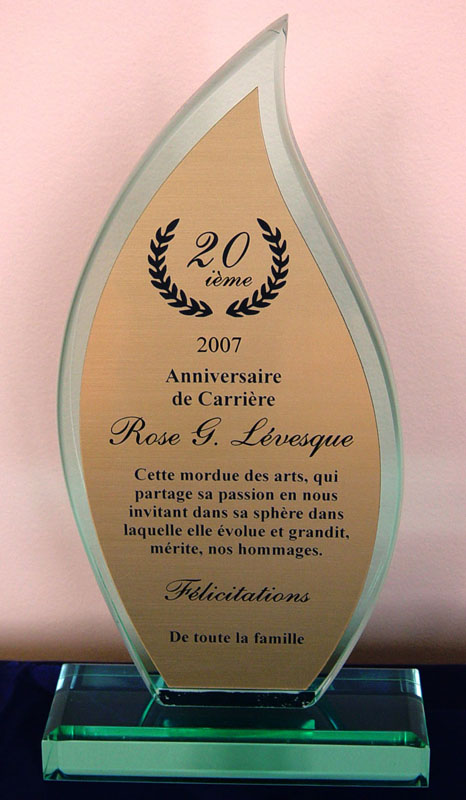 20
ième
2007
Anniversaire
de Carrière
Rose G. Lévesque
Cette mordue des arts, qui
partage sa passion en nous
invitant dans sa sphère dans
laquelle elle évolue et grandit,
mérite, nos hommages.
Félicitations
De toute la famille